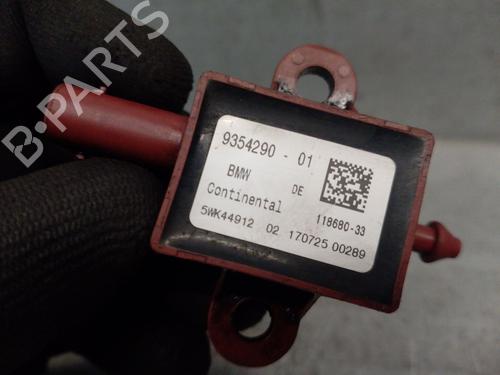 B-PARTS
9354290 - 01
BMW
DE
Continental
118680-33
5WK44912 02 170725 00289